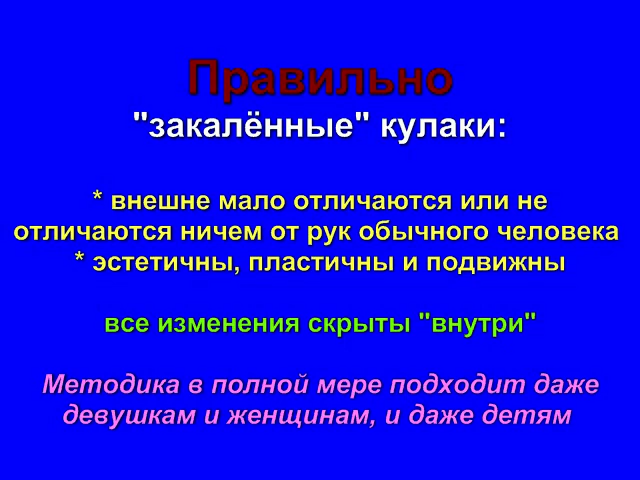 Правильно
"закалённые" кулаки:
* внешне мало отличаются или не
отличаются ничем от рук обычного человека
* эстетичны, пластичны и подвижны
все изменения скрыты "внутри"
Методика в полной мере подходит даже
девушкам и женщинам, и даже детям